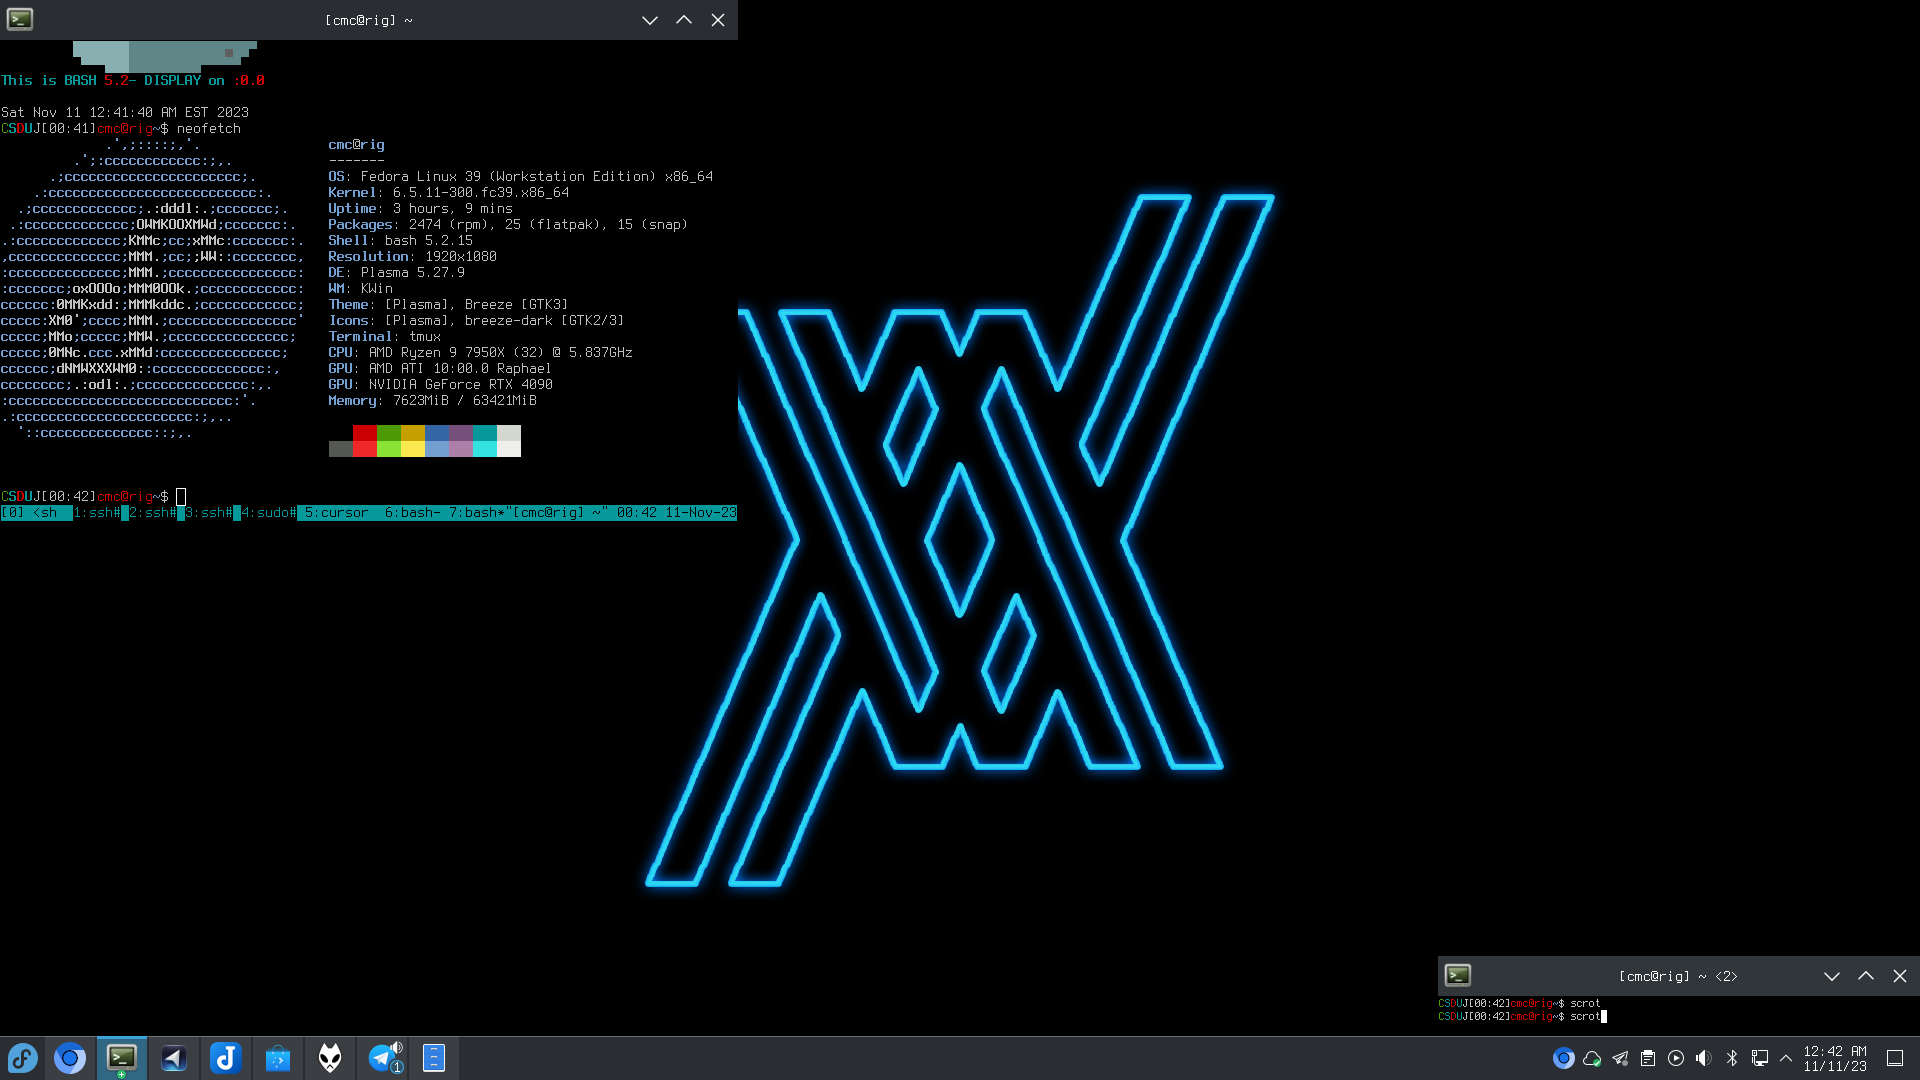 [cmc@rig] ~
This is BASH 5.2- DISPLAY on :0.0
Sat Nov 11 12:41:40 AM EST 2023
CSDUJ[00:41]cmc@rig~$ neofetch
cmc@rig
-------
OS: Fedora Linux 39 (Workstation Edition) x86_64
Kernel: 6.5.11-300.fc39.x86_64
Uptime: 3 hours, 9 mins
Packages: 2474 (rpm), 25 (flatpak), 15 (snap)
Shell: bash 5.2.15
Resolution: 1920x1080
DE: Plasma 5.27.9
WM: KWin
Theme: [Plasma], Breeze [GTK3]
Icons: [Plasma], breeze-dark [GTK2/3]
Terminal: tmux
CPU: AMD Ryzen 9 7950X (32) @ 5.837GHz
GPU: AMD ATI 10:00.0 Raphael
GPU: NVIDIA GeForce RTX 4090
Memory: 7623MiB / 63421MiB
CSDUJ[00:42]cmc@rig~$
[0] <sh 1:ssh# 2:ssh# 3:ssh# 4:sudo# 5:cursor 6:bash- 7:bash*"[cmc@rig] ~" 00:42 11-Nov-23
[cmc@rig] ~ <2>
CSDUJ[00:42]cmc@rig~$ scrot
CSDUJ[00:42]cmc@rig~$ scrot
1
12:42 AM
11/11/23